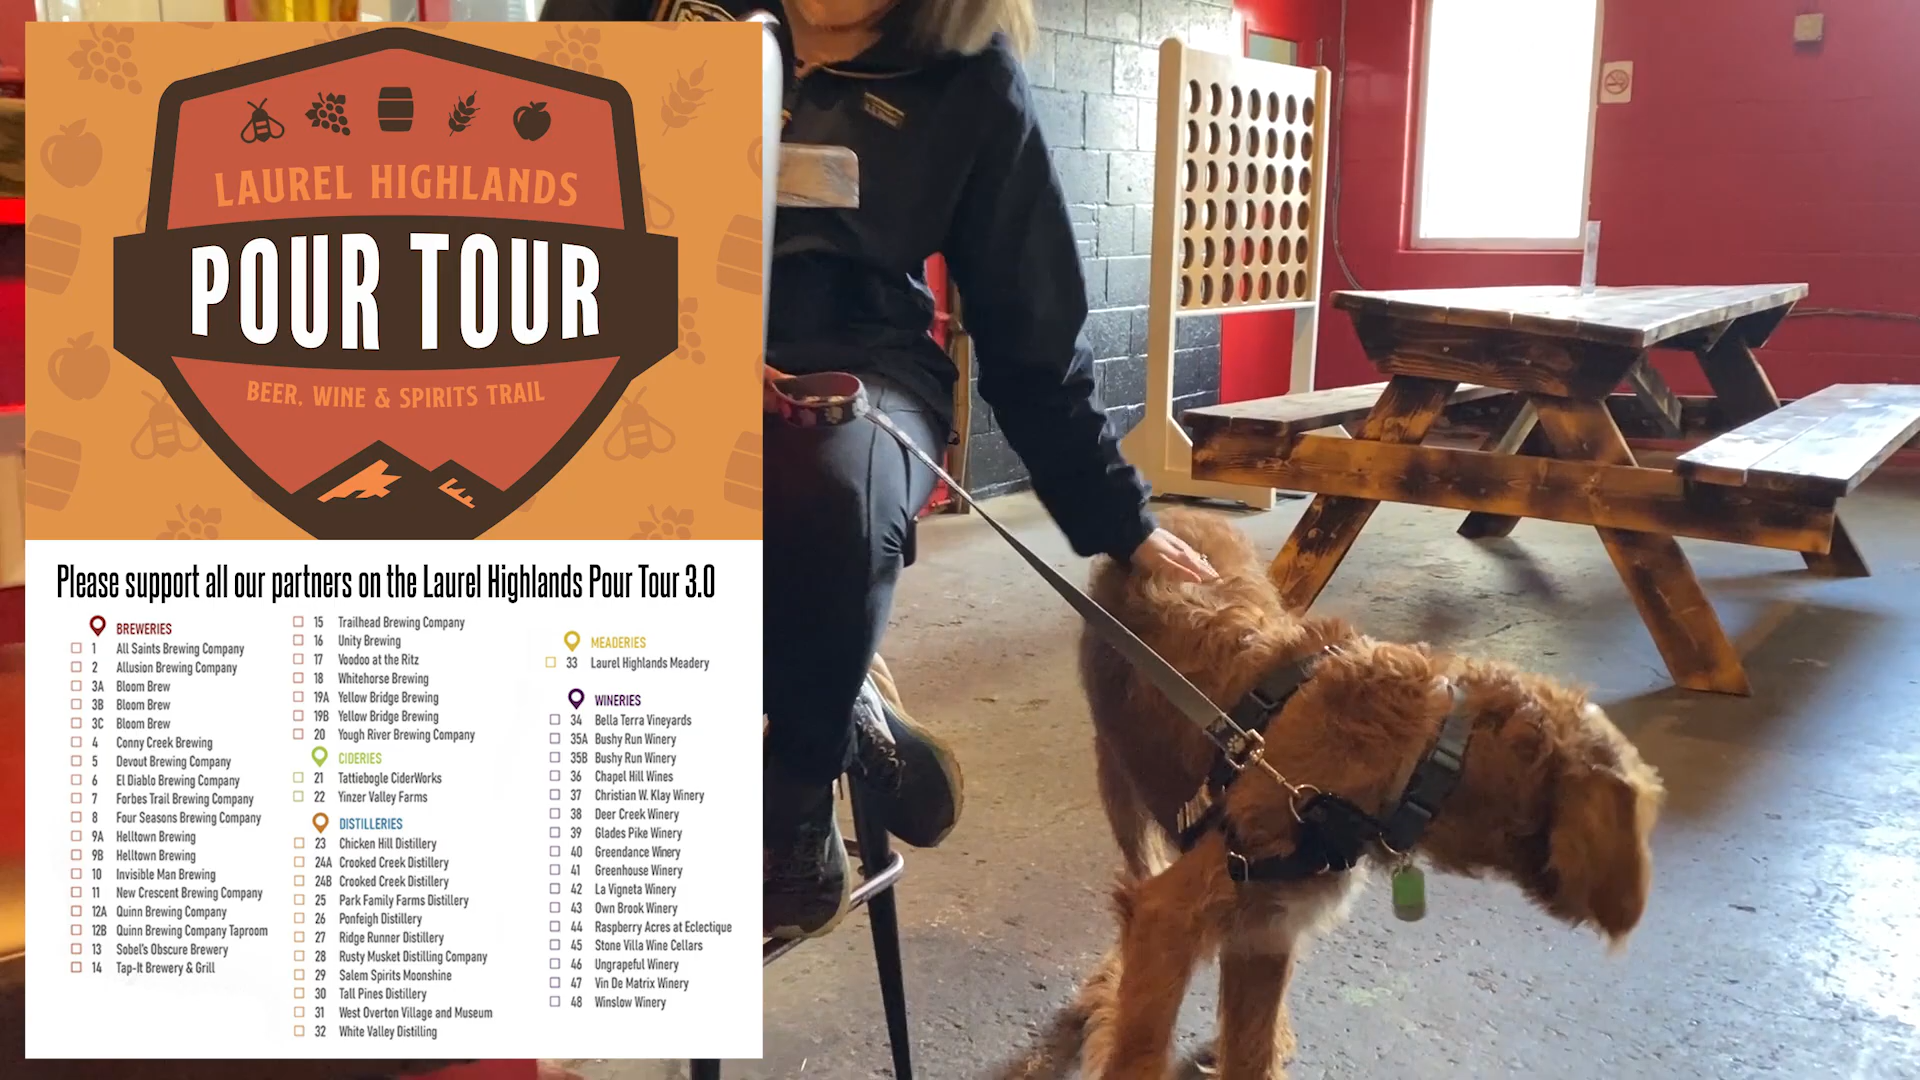 LAUREL HIGHLANDS
POUR TOUR
BEER, WINE & SPIRITS TRAIL
Please support all our partners on the Laurel Highlands Pour Tour 3.0
BREWERIES
1 All Saints Brewing Company
2 Allusion Brewing Company
3A Bloom Brew
3B Bloom Brew
3C Bloom Brew
4 Conny Creek Brewing
5 Devout Brewing Company
6 El Diablo Brewing Company
7 Forbes Trail Brewing Company
8 Four Seasons Brewing Company
9A Helltown Brewing
9B Helltown Brewing
10 Invisible Man Brewing
11 New Crescent Brewing Company
12A Quinn Brewing Company
12B Quinn Brewing Company Taproom
13 Sobel's Obscure Brewery
14 Tap-It Brewery & Grill
15 Trailhead Brewing Company
16 Unity Brewing
17 Voodoo at the Ritz
18 Whitehorse Brewing
19A Yellow Bridge Brewing
19B Yellow Bridge Brewing
20 Yough River Brewing Company
CIDERIES
21 Tattiebogle CiderWorks
22 Yinzer Valley Farms
DISTILLERIES
23 Chicken Hill Distillery
24A Crooked Creek Distillery
24B Crooked Creek Distillery
25 Park Family Farms Distillery
26 Ponfeigh Distillery
27 Ridge Runner Distillery
28 Rusty Musket Distilling Company
29 Salem Spirits Moonshine
30 Tall Pines Distillery
31 West Overton Village and Museum
32 White Valley Distilling
MEADERIES
33 Laurel Highlands Meadery
WINERIES
34 Bella Terra Vineyards
35A Bushy Run Winery
35B Bushy Run Winery
36 Chapel Hill Wines
37 Christian W. Klay Winery
38 Deer Creek Winery
39 Glades Pike Winery
40 Greendance Winery
41 Greenhouse Winery
42 La Vigneta Winery
43 Own Brook Winery
44 Raspberry Acres at Eclectique
45 Stone Villa Wine Cellars
46 Ungrapeful Winery
47 Vin De Matrix Winery
48 Winslow Winery